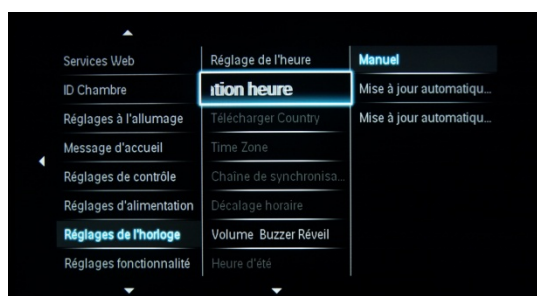 Services Web
ID Chambre
Réglages à l'allumage
Message d'accueil
Réglages de contrôle
Réglages d'alimentation
Réglages de l'horloge
Réglages fonctionnalité
Réglage de l'heure
ation heure
Télécharger Country
Time Zone
Chaîne de synchronisa...
Décalage horaire
Volume Buzzer Réveil
Heure d'été
Manuel
Mise à jour automatiqu...
Mise à jour automatiqu...